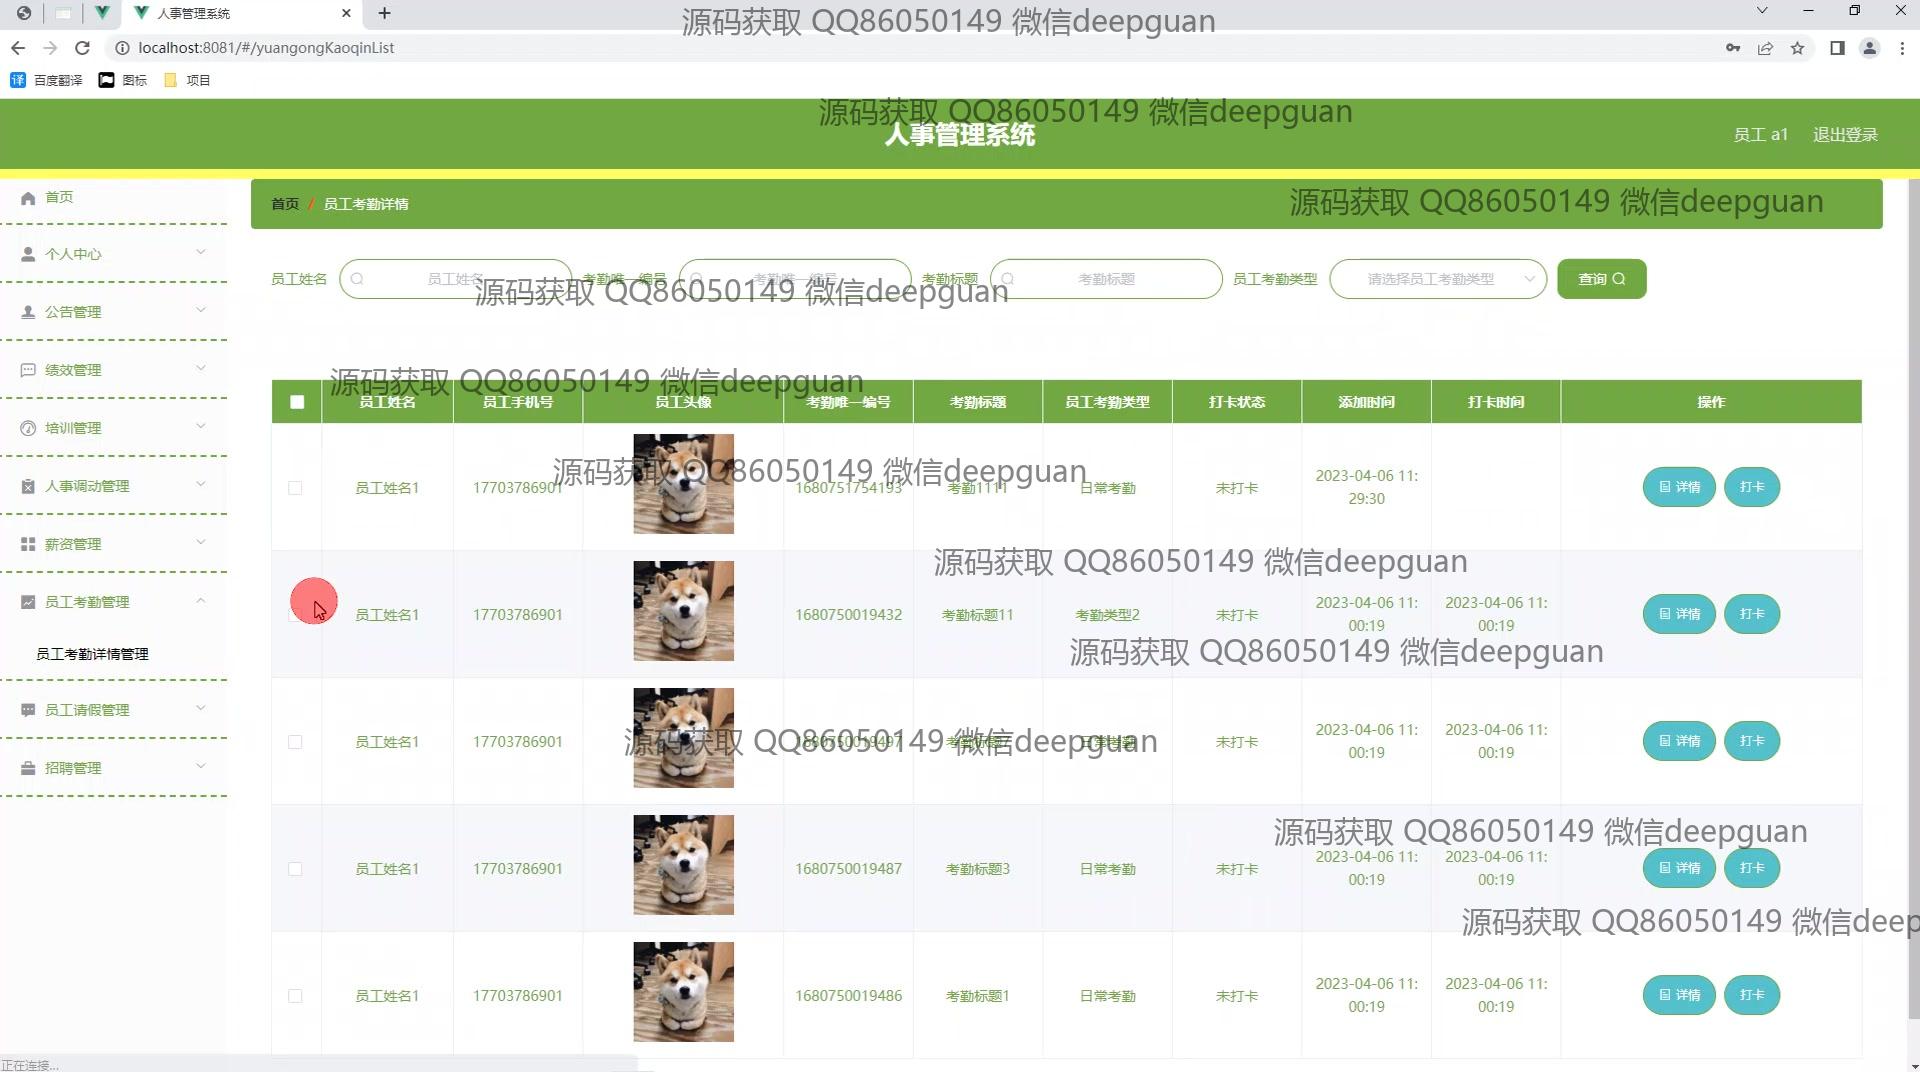 人事管理系统
源码获取 QQ86050149 微信deepguan
localhost:8081/#/yuangongKaoqinList
百度翻译 图标 项目
源码获取 QQ86050149 微信deepguan
人事管理系统
员工 a1 退出登录
首页
个人中心
公告管理
绩效管理
培训管理
人事调动管理
薪资管理
员工考勤管理
员工考勤详情管理
员工请假管理
招聘管理
首页 / 员工考勤详情
源码获取 QQ86050149 微信deepguan
员工姓名 员工姓名 考勤唯一编号 考勤唯一编号 考勤标题 考勤标题 员工考勤类型 请选择员工考勤类型 查询
源码获取 QQ86050149 微信deepguan
源码获取 QQ86050149 微信deepguan
员工姓名 员工手机号 员工头像 考勤唯一编号 考勤标题 员工考勤类型 打卡状态 添加时间 打卡时间 操作
源码获取 QQ86050149 微信deepguan
员工姓名1 17703786901 1680751754193 考勤1111 日常考勤 未打卡 2023-04-06 11:
29:30
详情 打卡
源码获取 QQ86050149 微信deepguan
员工姓名1 17703786901 1680750019432 考勤标题11 考勤类型2 未打卡 2023-04-06 11: 2023-04-06 11:
00:19 00:19
详情 打卡
源码获取 QQ86050149 微信deepguan
源码获取 QQ86050149 微信deepguan
员工姓名1 17703786901 1680750019497 未打卡 2023-04-06 11: 2023-04-06 11:
00:19 00:19
详情 打卡
源码获取 QQ86050149 微信deepguan
员工姓名1 17703786901 1680750019487 考勤标题3 日常考勤 未打卡 2023-04-06 11: 2023-04-06 11:
00:19 00:19
详情 打卡
源码获取 QQ86050149 微信deep
员工姓名1 17703786901 1680750019486 考勤标题1 日常考勤 未打卡 2023-04-06 11: 2023-04-06 11:
00:19 00:19
详情 打卡
正在连接...